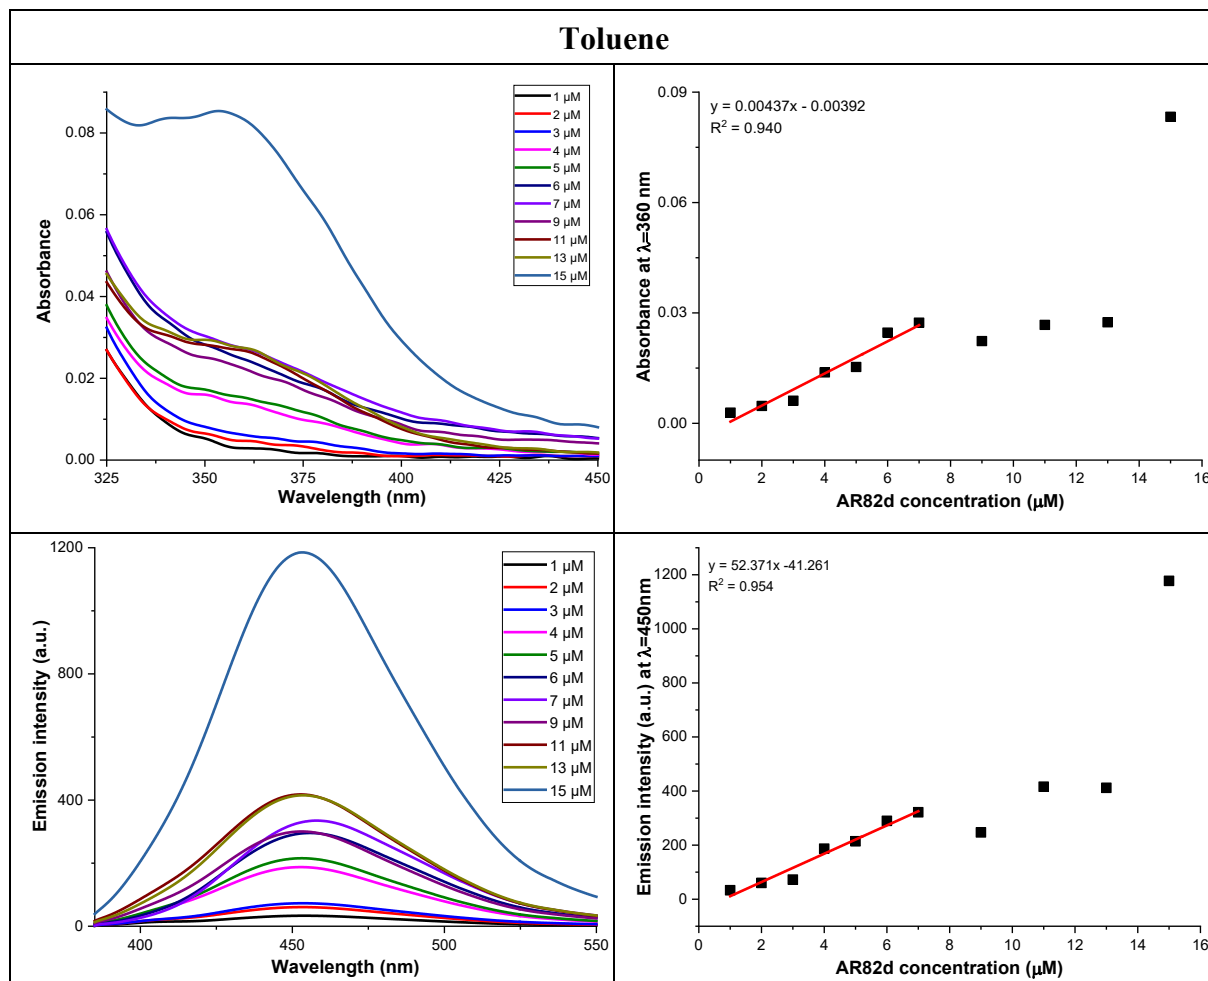 Toluene
0.08
0.06
0.04
0.02
0.00
Absorbance
325
350
375
400
425
450
Wavelength (nm)
1 µM
2 µM
3 µM
4 µM
5 µM
6 µM
7 µM
9 µM
11 µM
13 µM
15 µM
y = 0.00437x - 0.00392
R² = 0.940
0.09
0.06
0.03
0.00
Absorbance at λ=360 nm
0
2
4
6
8
10
12
14
16
AR82d concentration (µM)
1200
800
400
0
Emission intensity (a.u.)
400
450
500
550
Wavelength (nm)
1 µM
2 µM
3 µM
4 µM
5 µM
6 µM
7 µM
9 µM
11 µM
13 µM
15 µM
y = 52.371x -41.261
R² = 0.954
1200
1000
800
600
400
200
0
Emission intensity (a.u.) at λ=450nm
0
2
4
6
8
10
12
14
16
AR82d concentration (µM)